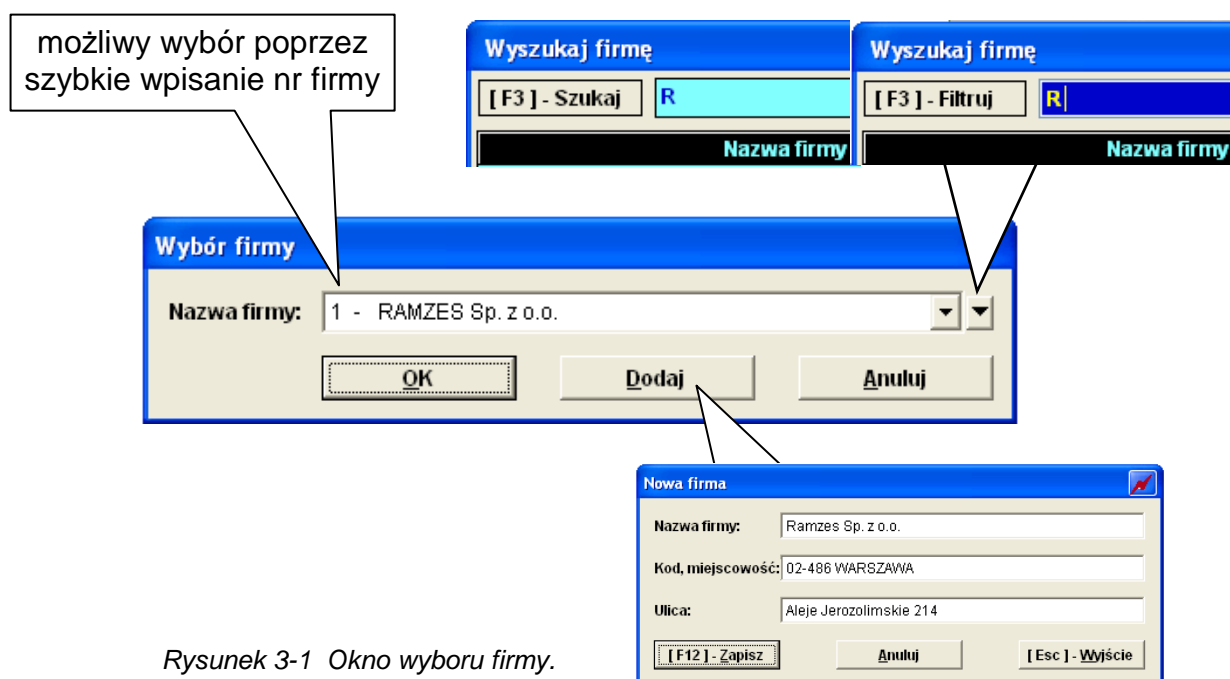 możliwy wybór poprzez
szybkie wpisanie nr firmy
Wyszukaj firmę
[ F3 ] - Szukaj R
Nazwa firmy
Wyszukaj firmę
[ F3 ] - Filtruj R
Nazwa firmy
Wybór firmy
Nazwa firmy: 1 - RAMZES Sp. z o.o.
OK Dodaj Anuluj
Nowa firma
Nazwa firmy: Ramzes Sp. z o.o.
Kod, miejscowość: 02-486 WARSZAWA
Ulica: Aleje Jerozolimskie 214
[ F12 ] - Zapisz Anuluj [ Esc ] - Wyjście
Rysunek 3-1 Okno wyboru firmy.